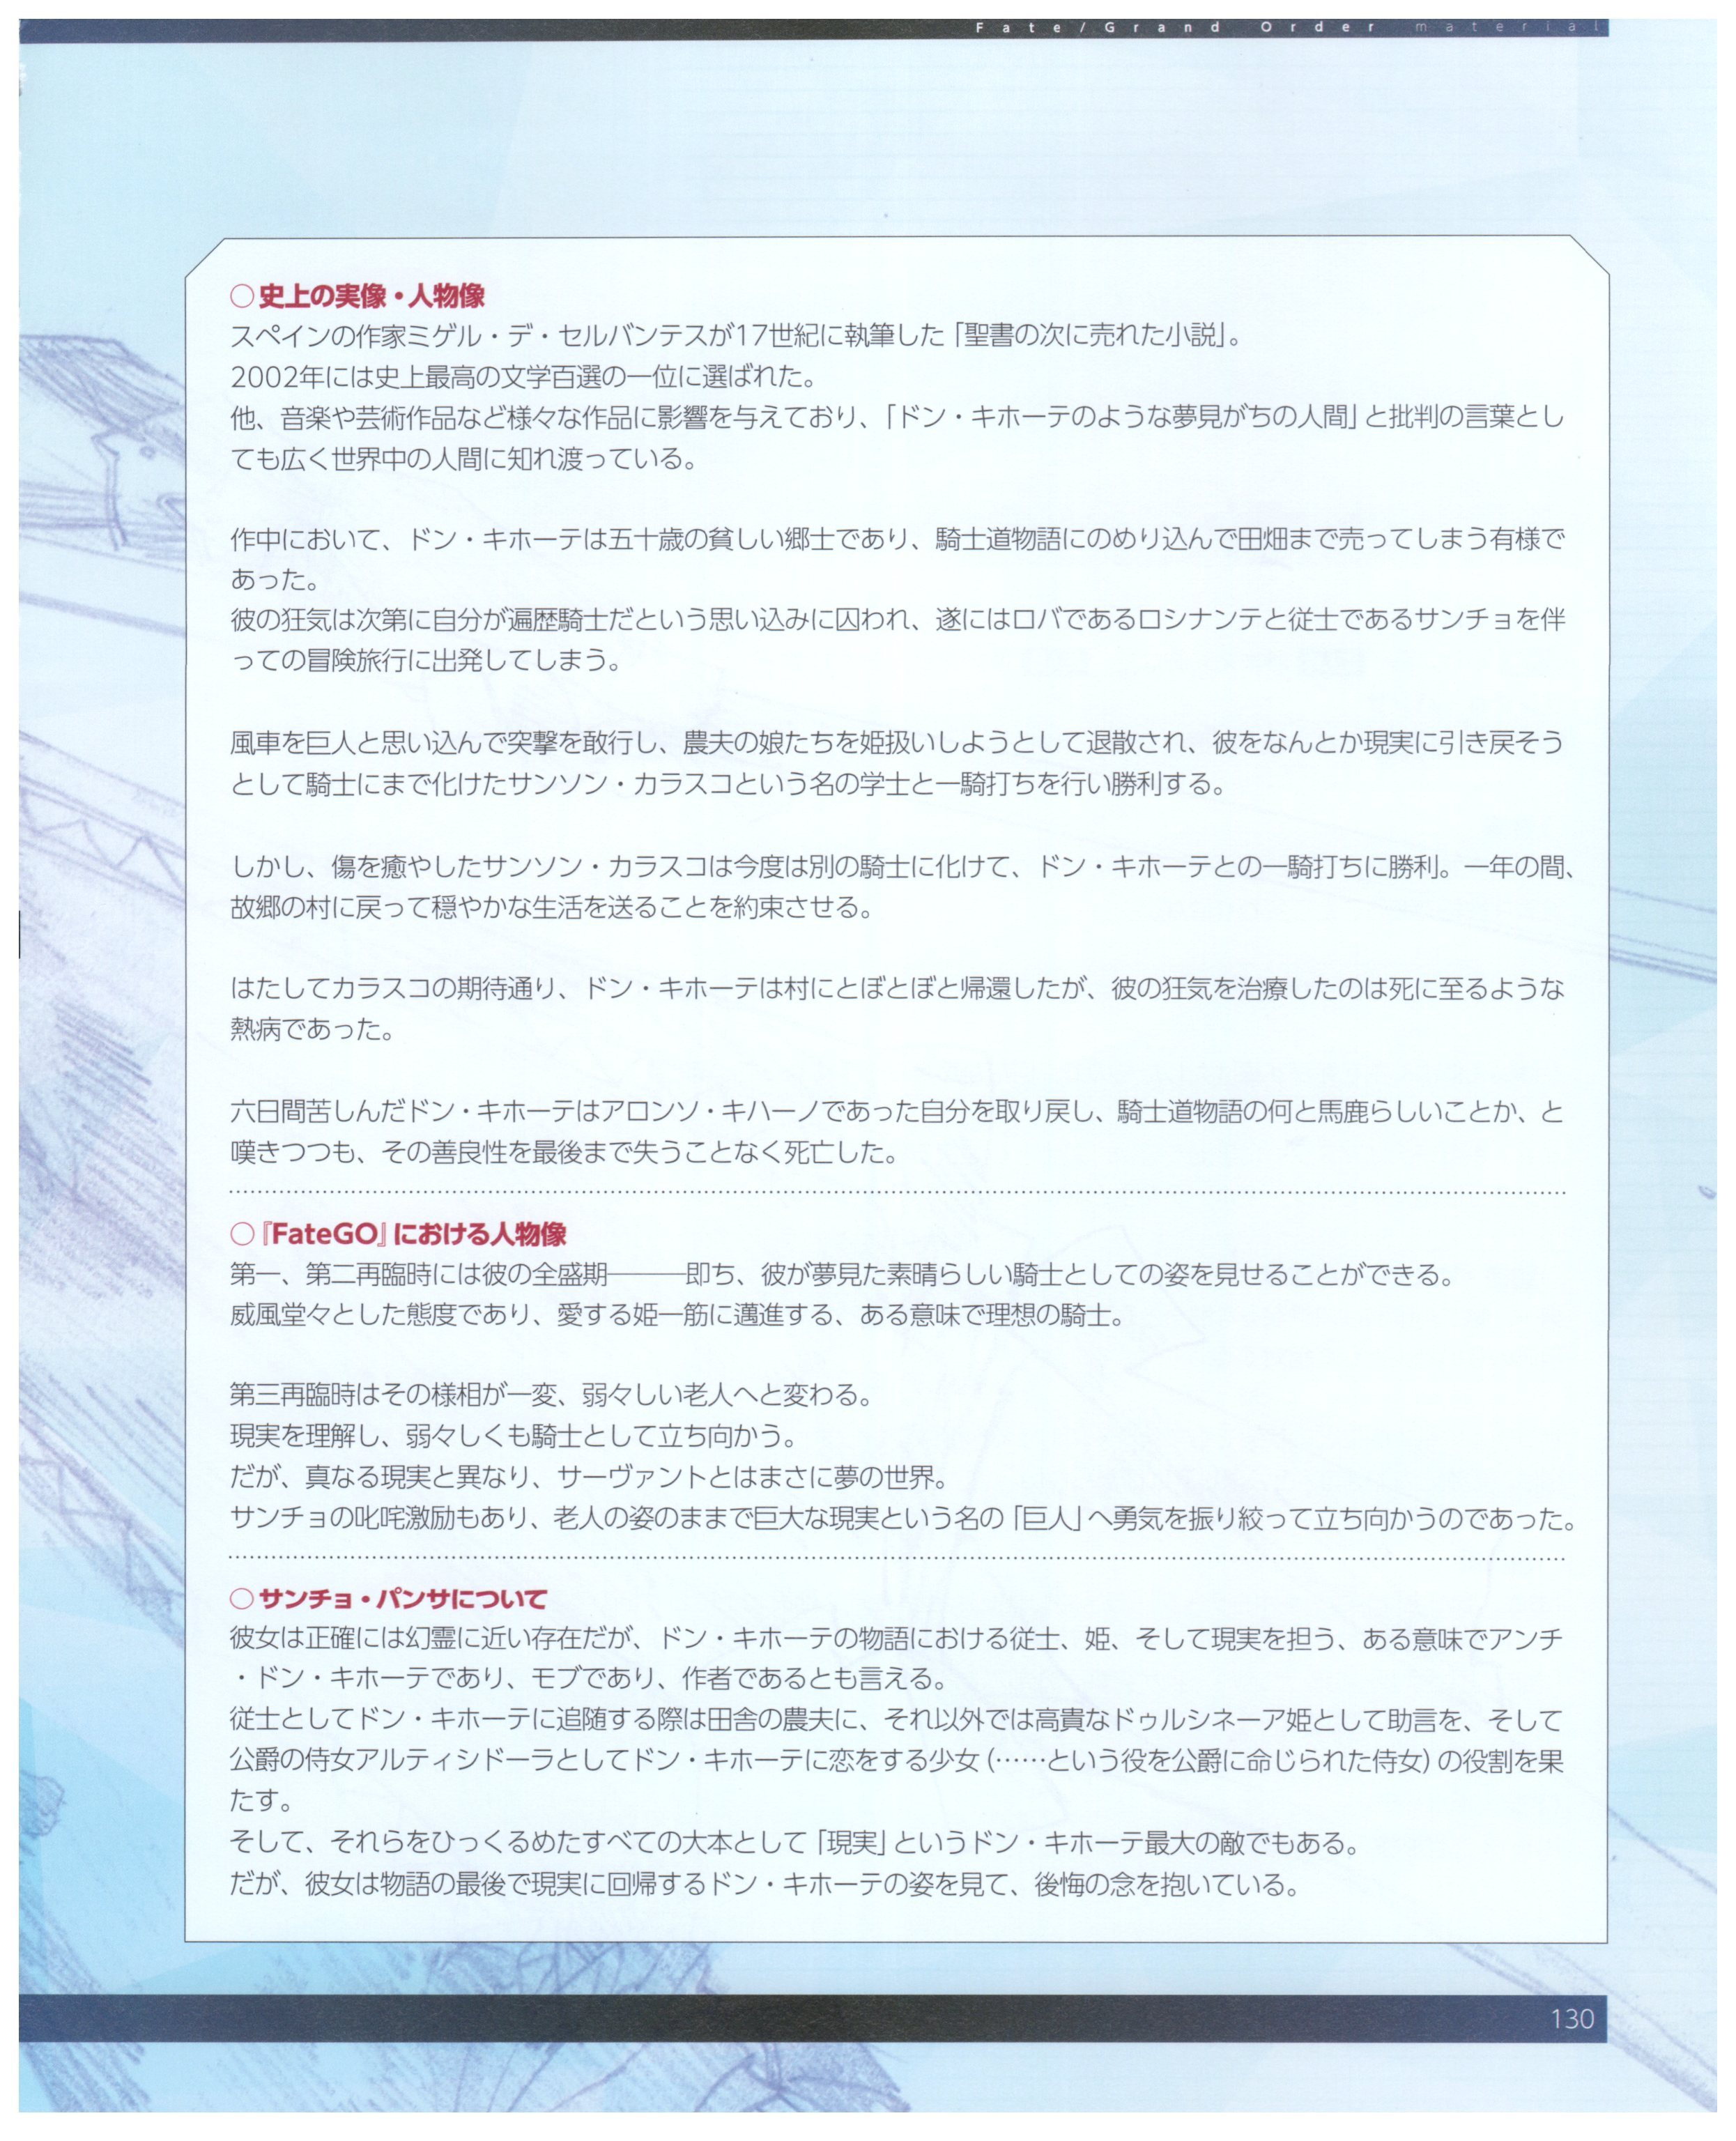 Fate/Grand Order material
○史上の実像・人物像
スペインの作家ミゲル・デ・セルバンテスが17世紀に執筆した「聖書の次に売れた小説」。
2002年には史上最高の文学百選の一位に選ばれた。
他、音楽や芸術作品など様々な作品に影響を与えており、「ドン・キホーテのような夢見がちの人間」と批判の言葉とし
ても広く世界中の人間に知れ渡っている。
作中において、ドン・キホーテは五十歳の貧しい郷士であり、騎士道物語にのめり込んで田畑まで売ってしまう有様で
あった。
彼の狂気は次第に自分が遍歴騎士だという思い込みに囚われ、遂にはロバであるロシナンテと従士であるサンチョを伴
っての冒険旅行に出発してしまう。
風車を巨人と思い込んで突撃を敢行し、農夫の娘たちを姫扱いしようとして退散され、彼をなんとか現実に引き戻そう
として騎士にまで化けたサンソン・カラスコという名の学士と一騎打ちを行い勝利する。
しかし、傷を癒やしたサンソン・カラスコは今度は別の騎士に化けて、ドン・キホーテとの一騎打ちに勝利。一年の間、
故郷の村に戻って穏やかな生活を送ることを約束させる。
はたしてカラスコの期待通り、ドン・キホーテは村にとぼとぼと帰還したが、彼の狂気を治療したのは死に至るような
熱病であった。
六日間苦しんだドン・キホーテはアロンソ・キハーノであった自分を取り戻し、騎士道物語の何と馬鹿らしいことか、と
嘆きつつも、その善良性を最後まで失うことなく死亡した。
○『FateGO』における人物像
第一、第二再臨時には彼の全盛期―――即ち、彼が夢見た素晴らしい騎士としての姿を見せることができる。
威風堂々とした態度であり、愛する姫一筋に邁進する、ある意味で理想の騎士。
第三再臨時はその様相が一変、弱々しい老人へと変わる。
現実を理解し、弱々しくも騎士として立ち向かう。
だが、真なる現実と異なり、サーヴァントとはまさに夢の世界。
サンチョの叱咤激励もあり、老人の姿のままで巨大な現実という名の「巨人」へ勇気を振り絞って立ち向かうのであった。
○サンチョ・パンサについて
彼女は正確には幻霊に近い存在だが、ドン・キホーテの物語における従士、姫、そして現実を担う、ある意味でアンチ
・ドン・キホーテであり、モブであり、作者であるとも言える。
従士としてドン・キホーテに追随する際は田舎の農夫に、それ以外では高貴なドゥルシネーア姫として助言を、そして
公爵の侍女アルティシドーラとしてドン・キホーテに恋をする少女（……という役を公爵に命じられた侍女）の役割を果
たす。
そして、それらをひっくるめたすべての大本として「現実」というドン・キホーテ最大の敵でもある。
だが、彼女は物語の最後で現実に回帰するドン・キホーテの姿を見て、後悔の念を抱いている。
130